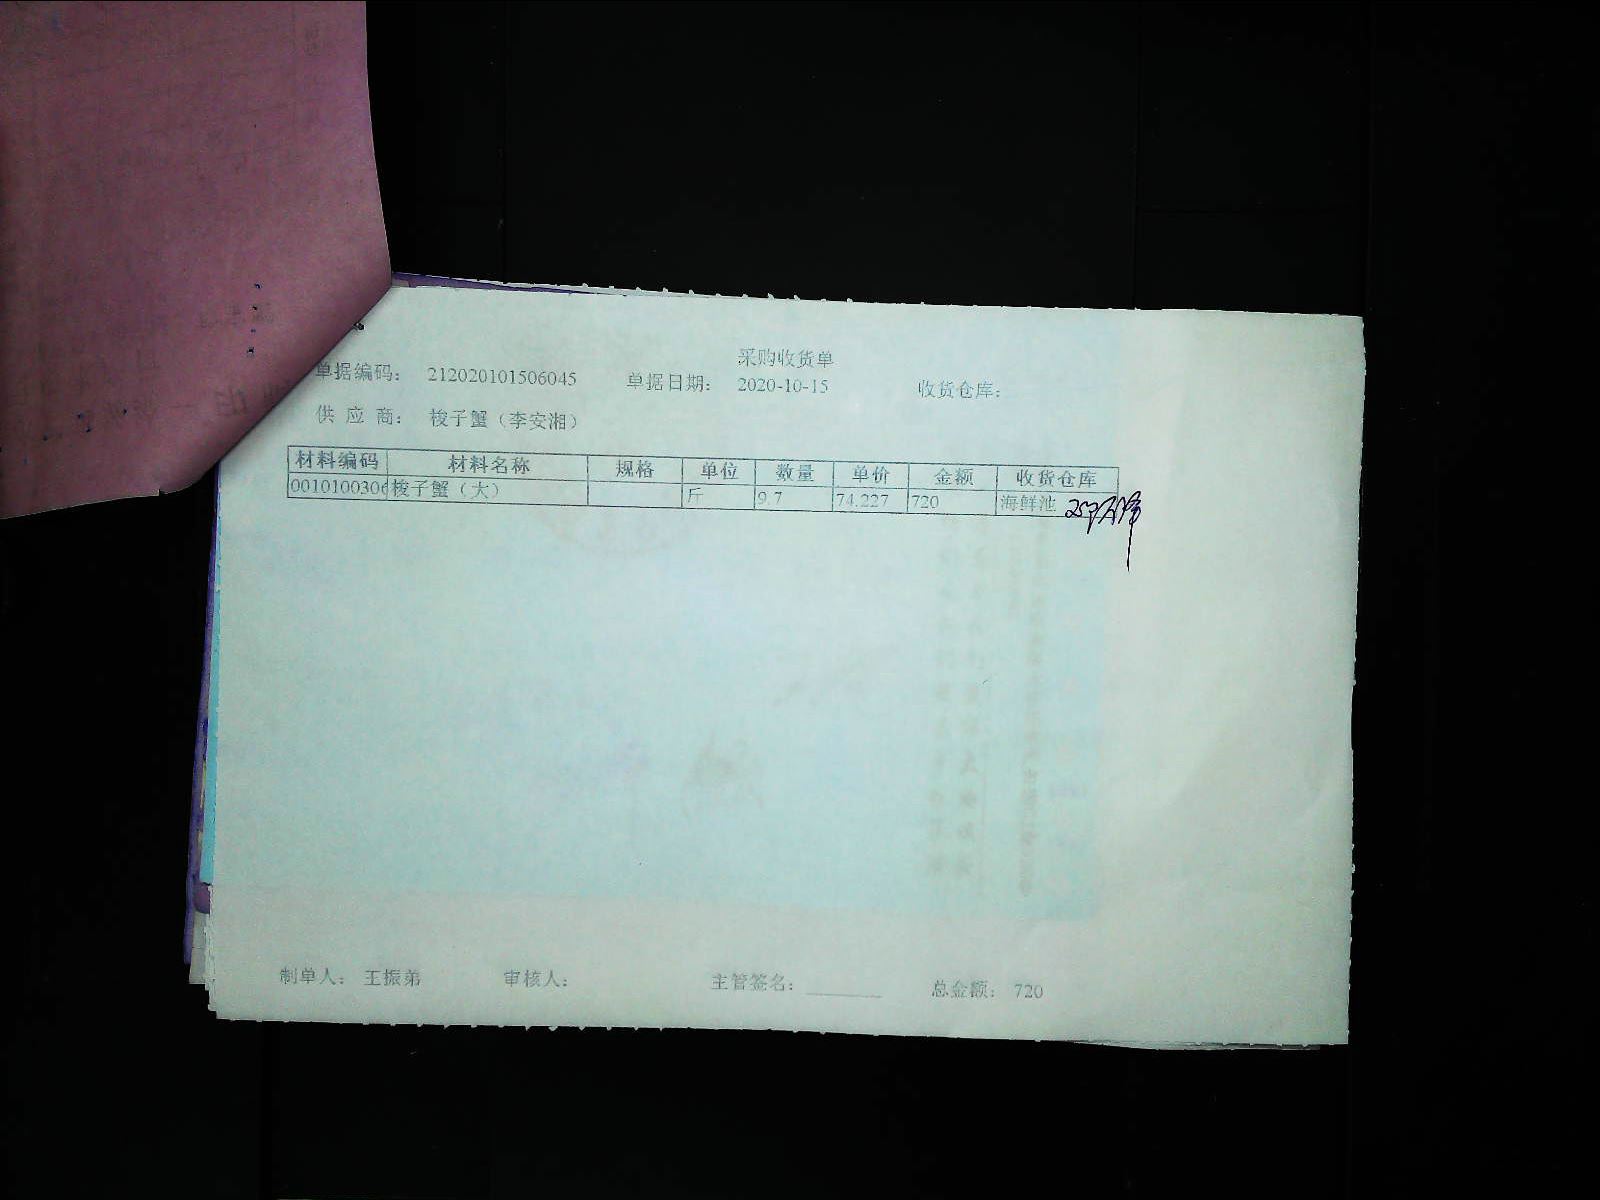 采购收货单
单据编码： 212020101506045 单据日期： 2020-10-15 收货仓库：
供 应 商： 梭子蟹（李安湘）
材料编码 材料名称 规格 单位 数量 单价 金额 收货仓库
0010100306 梭子蟹（大） 斤 9.7 74.227 720 海鲜池
制单人： 王振弟 审核人： 主管签名： 总金额： 720